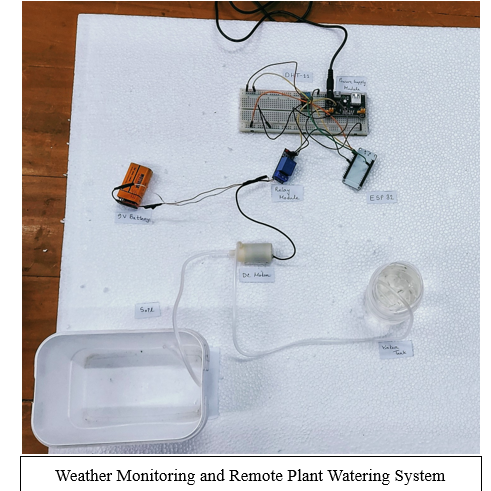 DHT-11
Power Supply
Module
Relay
Module
ESP 32
9V Battery
D.C. Motor
Soil
Water
Tank
Weather Monitoring and Remote Plant Watering System